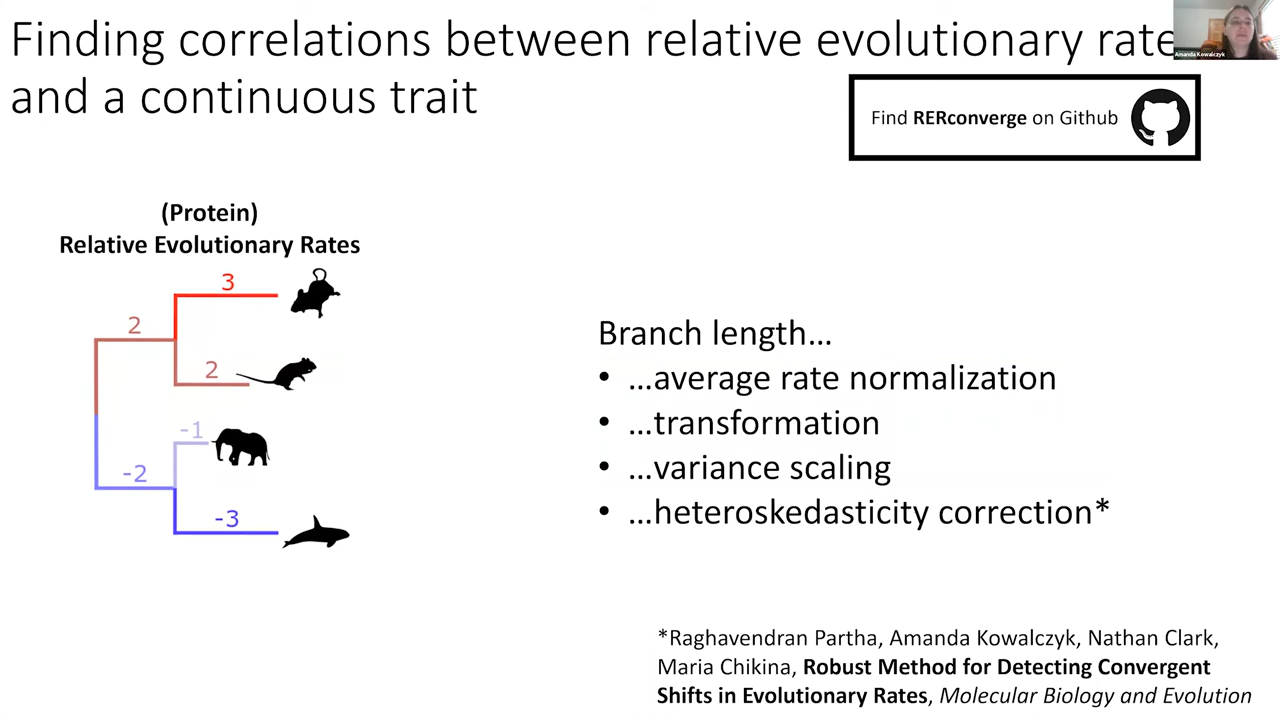 Finding correlations between relative evolutionary rate
and a continuous trait
Amanda Kowalczyk
Find RERconverge on Github
(Protein)
Relative Evolutionary Rates
3
2
2
-1
-2
-3
Branch length…
• …average rate normalization
• …transformation
• …variance scaling
• …heteroskedasticity correction*
*Raghavendran Partha, Amanda Kowalczyk, Nathan Clark,
Maria Chikina, Robust Method for Detecting Convergent
Shifts in Evolutionary Rates, Molecular Biology and Evolution